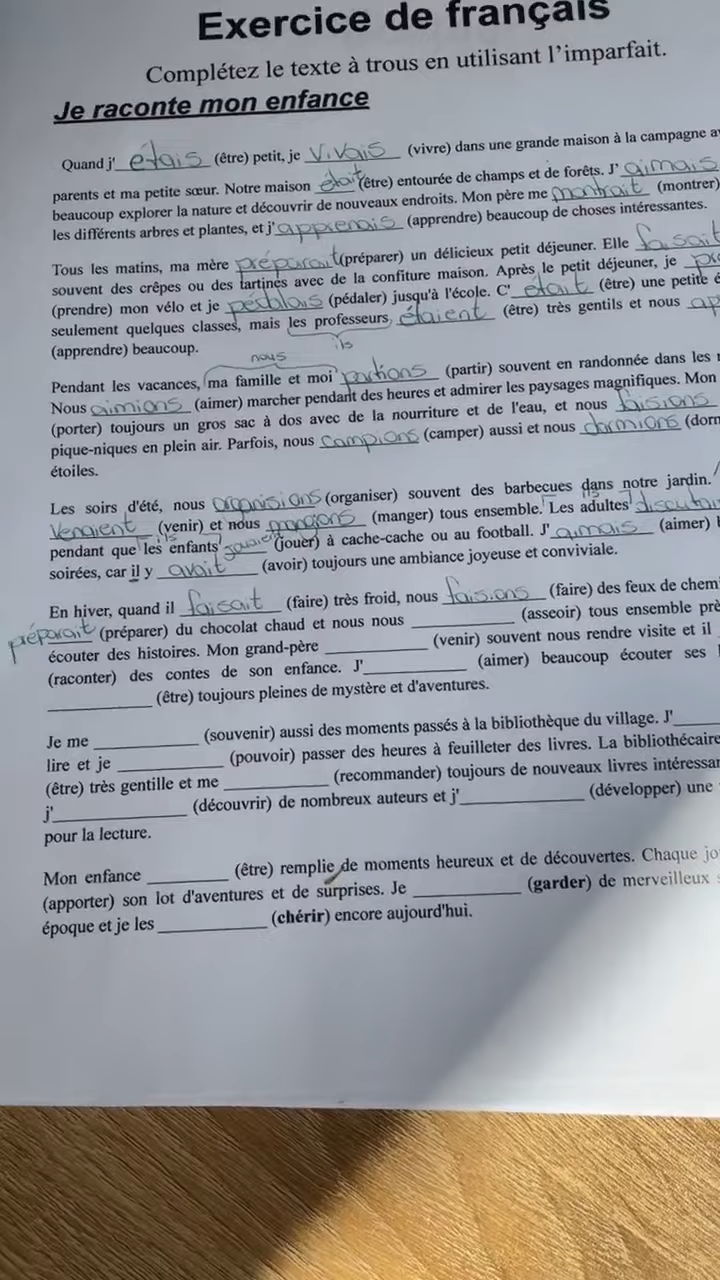 Exercice de français
Complétez le texte à trous en utilisant l'imparfait.
Je raconte mon enfance
Quand j' étais (être) petit, je vivais (vivre) dans une grande maison à la campagne
parents et ma petite sœur. Notre maison était (être) entourée de champs et de forêts. J' aimais
beaucoup explorer la nature et découvrir de nouveaux endroits. Mon père me montrait (montrer)
les différents arbres et plantes, et j' apprenais (apprendre) beaucoup de choses intéressantes.
Tous les matins, ma mère préparait (préparer) un délicieux petit déjeuner. Elle faisait
souvent des crêpes ou des tartines avec de la confiture maison. Après le petit déjeuner, je
(prendre) mon vélo et je pédalais (pédaler) jusqu'à l'école. C' était (être) une petite
seulement quelques classes, mais les professeurs étaient (être) très gentils et nous
(apprendre) beaucoup.
nous ils
Pendant les vacances, ma famille et moi partions (partir) souvent en randonnée dans les
Nous aimions (aimer) marcher pendant des heures et admirer les paysages magnifiques. Mon
(porter) toujours un gros sac à dos avec de la nourriture et de l'eau, et nous faisions
pique-niques en plein air. Parfois, nous campions (camper) aussi et nous dormions
étoiles.
Les soirs d'été, nous organisions (organiser) souvent des barbecues dans notre jardin.
ils
venaient (venir) et nous mangions (manger) tous ensemble. Les adultes
ils
pendant que les enfants (jouer) à cache-cache ou au football. J' aimais (aimer)
soirées, car il y avait (avoir) toujours une ambiance joyeuse et conviviale.
En hiver, quand il faisait (faire) très froid, nous faisions (faire) des feux de
préparait (préparer) du chocolat chaud et nous nous (asseoir) tous ensemble
écouter des histoires. Mon grand-père (venir) souvent nous rendre visite et il
(raconter) des contes de son enfance. J' (aimer) beaucoup écouter ses
(être) toujours pleines de mystère et d'aventures.
Je me (souvenir) aussi des moments passés à la bibliothèque du village. J'
lire et je (pouvoir) passer des heures à feuilleter des livres. La bibliothécaire
(être) très gentille et me (recommander) toujours de nouveaux livres
j' (découvrir) de nombreux auteurs et j' (développer) une
pour la lecture.
Mon enfance (être) remplie de moments heureux et de découvertes. Chaque
(apporter) son lot d'aventures et de surprises. Je (garder) de merveilleux
époque et je les (chérir) encore aujourd'hui.